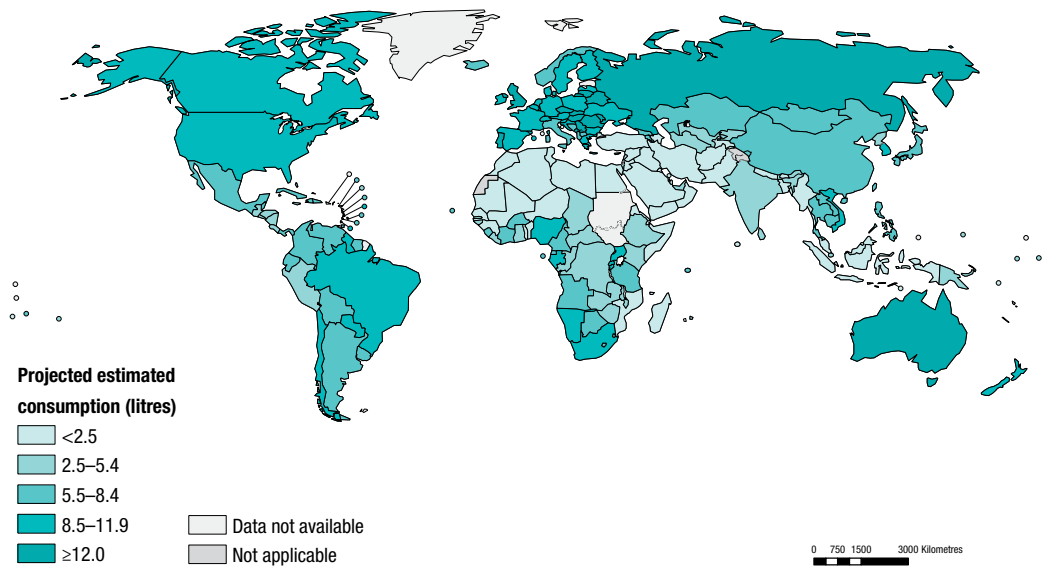 Projected estimated
consumption (litres)
<2.5
2.5–5.4
5.5–8.4
8.5–11.9
≥12.0
Data not available
Not applicable
0 750 1500 3000 Kilometres